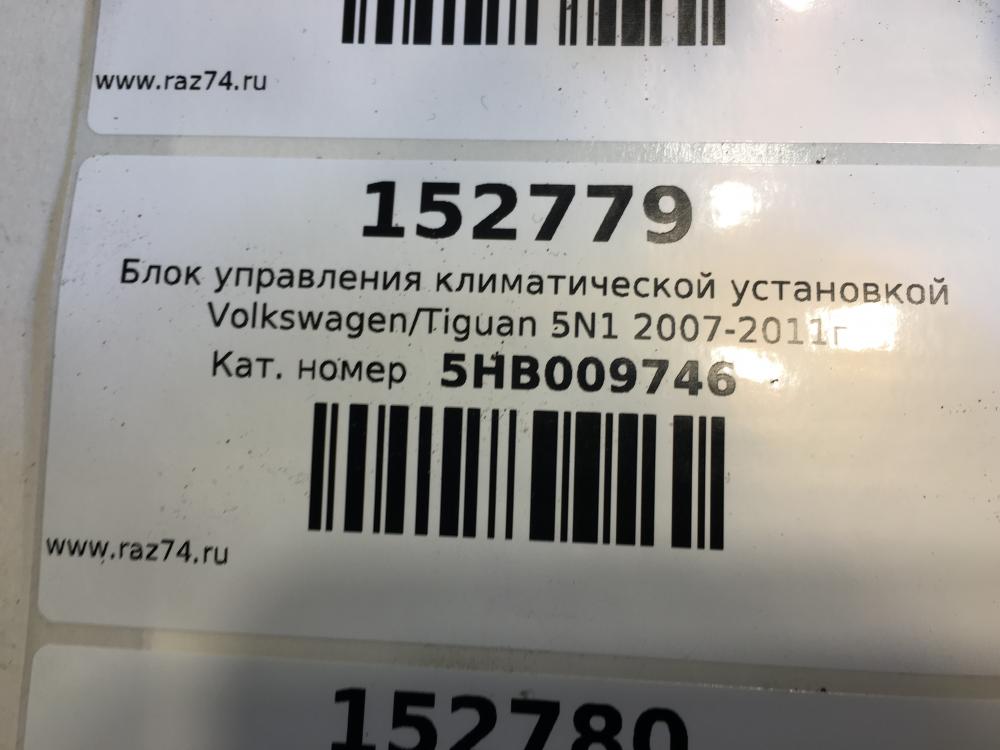 www.raz74.ru
152779
Блок управления климатической установкой
Volkswagen/Tiguan 5N1 2007-2011г
Кат. номер 5HB009746
www.raz74.ru
152780